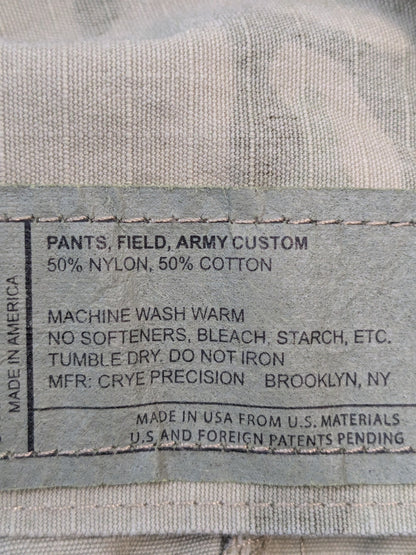 PANTS, FIELD, ARMY CUSTOM
50% NYLON, 50% COTTON
MACHINE WASH WARM
NO SOFTENERS, BLEACH, STARCH, ETC.
TUMBLE DRY. DO NOT IRON
MFR: CRYE PRECISION BROOKLYN, NY
MADE IN USA FROM U.S. MATERIALS
U.S AND FOREIGN PATENTS PENDING
MADE IN AMERICA